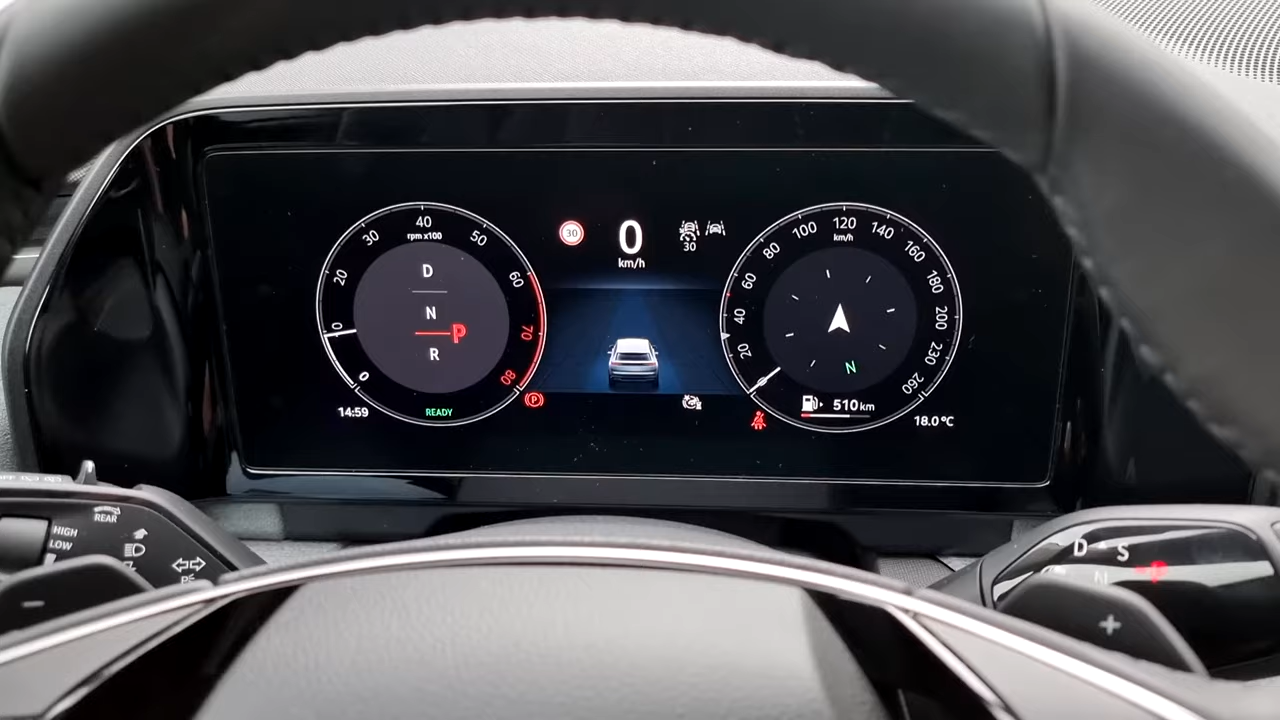 40
30
50
rpm x100
20
60
10
70
0
80
D
N
P
R
14:59
READY
P
30
0
km/h
30
120
100
140
km/h
80
160
60
180
40
200
20
230
260
N
510 km
18.0 °C
REAR
HIGH
LOW
−
D S
N P
+